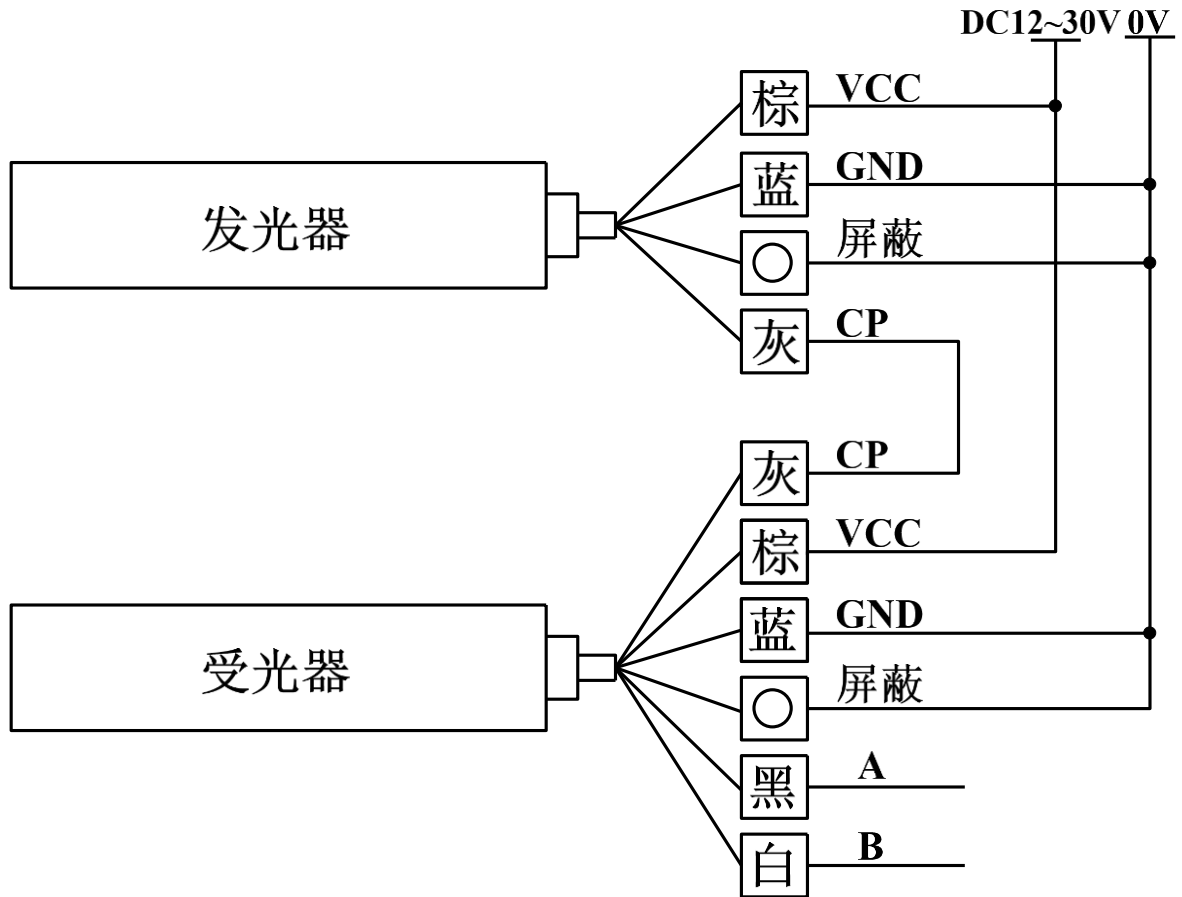 DC12~30V 0V
棕 VCC
蓝 GND
发光器
屏蔽
灰 CP
灰 CP
棕 VCC
蓝 GND
受光器
屏蔽
黑 A
白 B